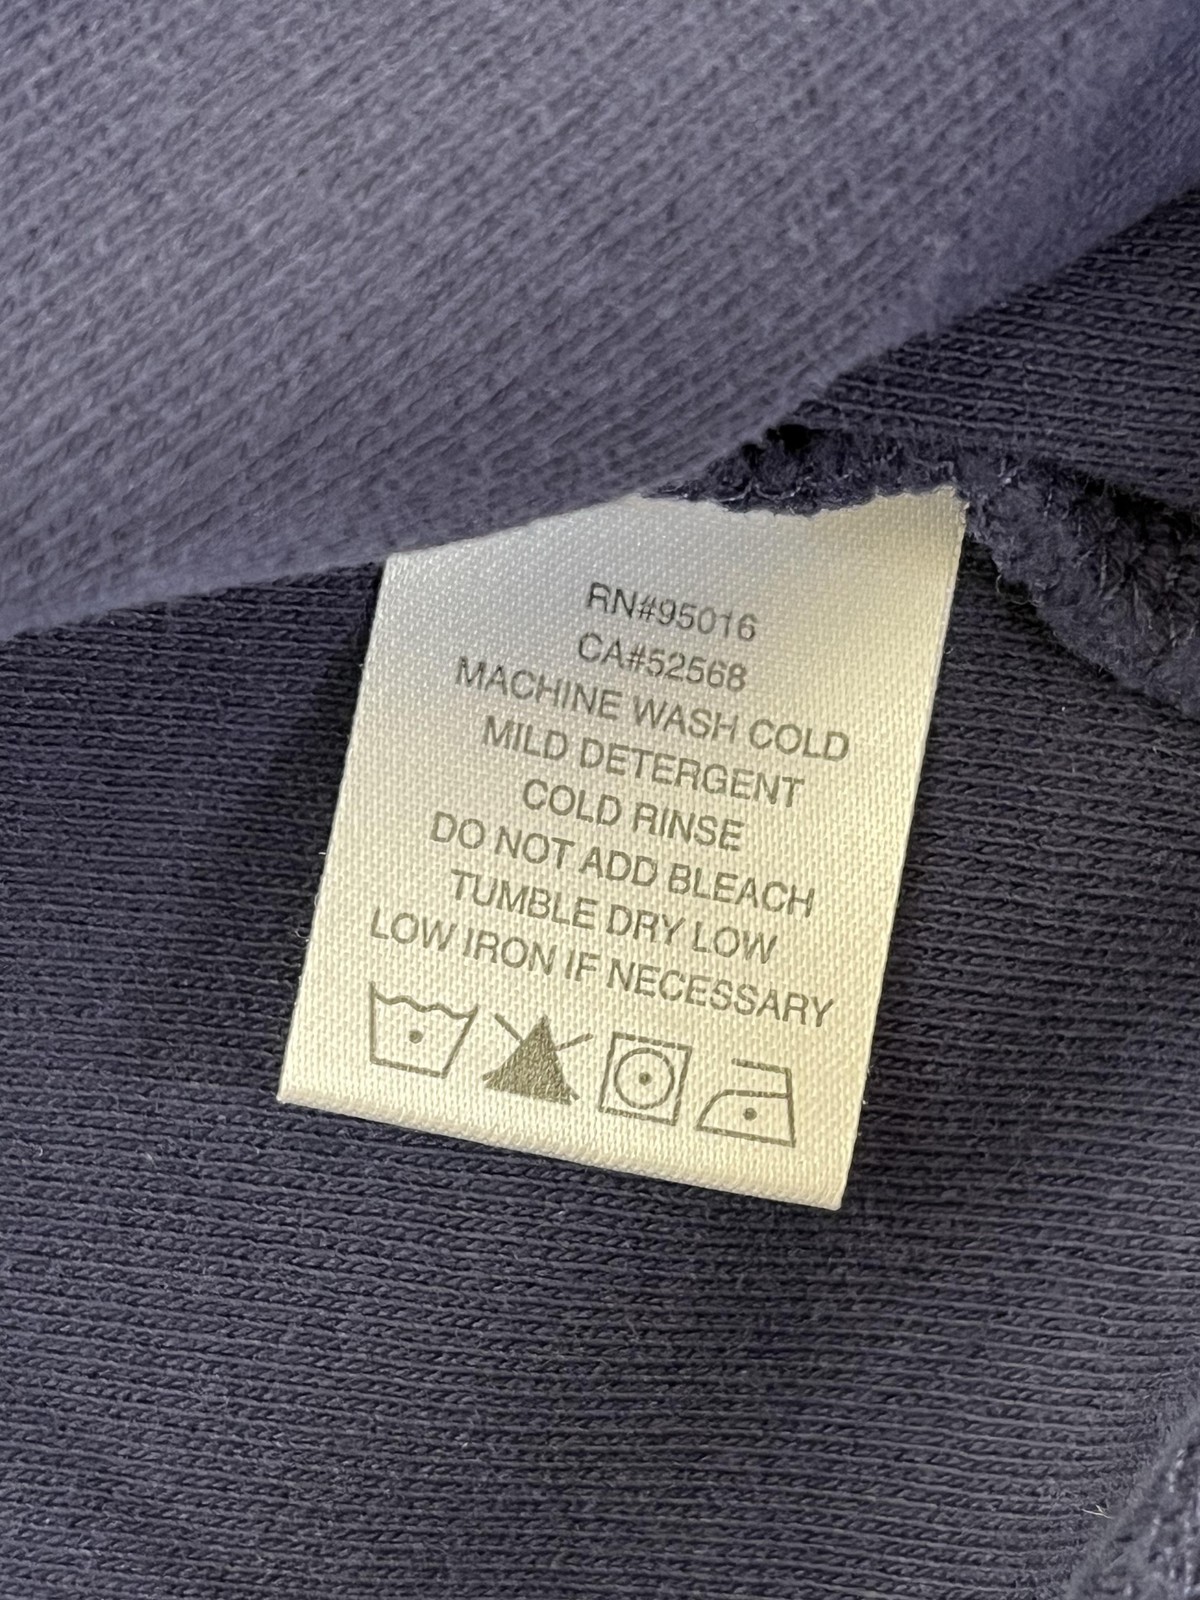 RN#95016
CA#52568
MACHINE WASH COLD
MILD DETERGENT
COLD RINSE
DO NOT ADD BLEACH
TUMBLE DRY LOW
LOW IRON IF NECESSARY